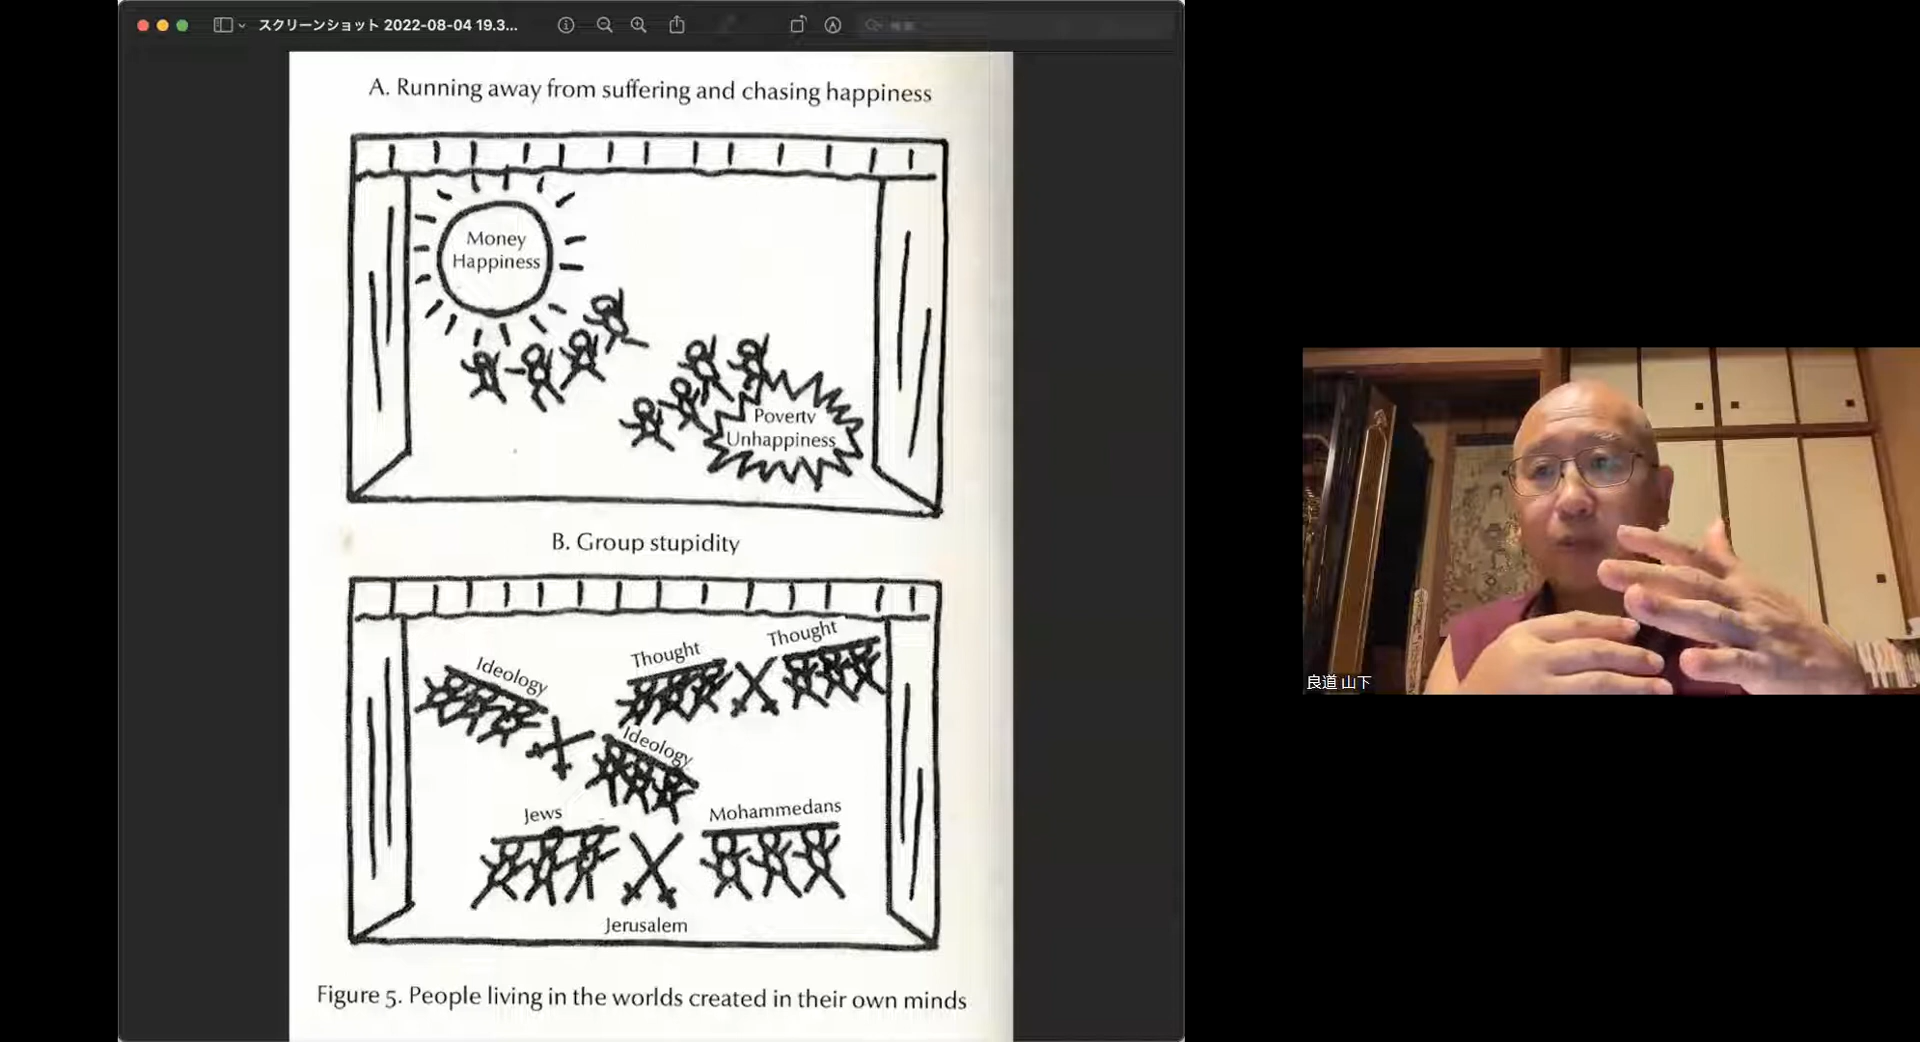 スクリーンショット 2022-08-04 19.3...
A. Running away from suffering and chasing happiness
Money
Happiness
Poverty
Unhappiness
B. Group stupidity
Thought
Thought
Ideology
Ideology
Jews
Mohammedans
Jerusalem
Figure 5. People living in the worlds created in their own minds
良道 山下